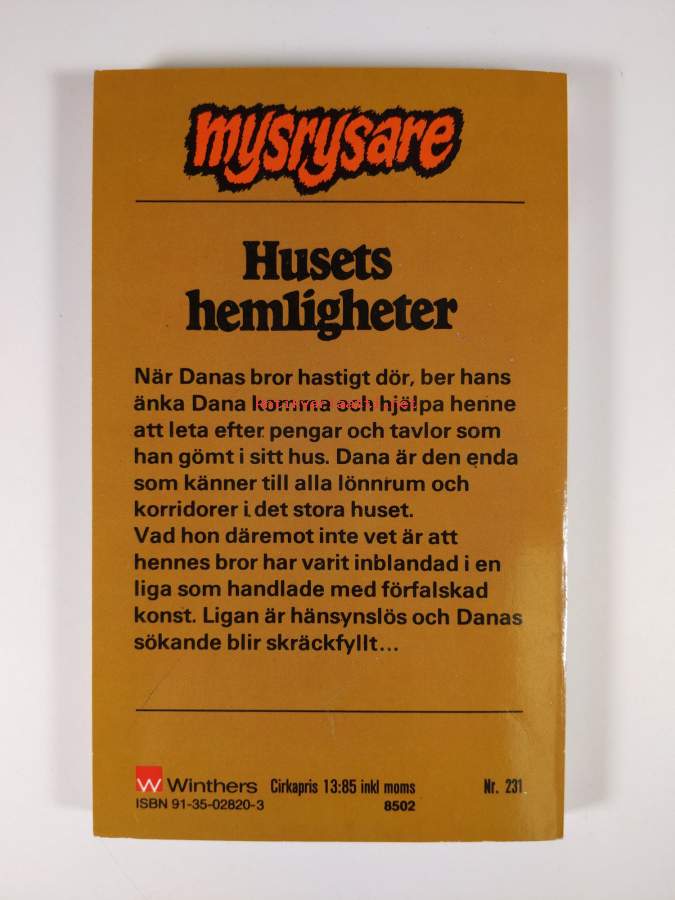 mysrysare
Husets
hemligheter
När Danas bror hastigt dör, ber hans
änka Dana komma och hjälpa henne
att leta efter pengar och tavlor som
han gömt i sitt hus. Dana är den enda
som känner till alla lönnrum och
korridorer i det stora huset.
Vad hon däremot inte vet är att
hennes bror har varit inblandad i en
liga som handlade med förfalskad
konst. Ligan är hänsynslös och Danas
sökande blir skräckfyllt...
W Winthers Cirkapris 13:85 inkl moms Nr. 231
ISBN 91-35-02820-3 8502